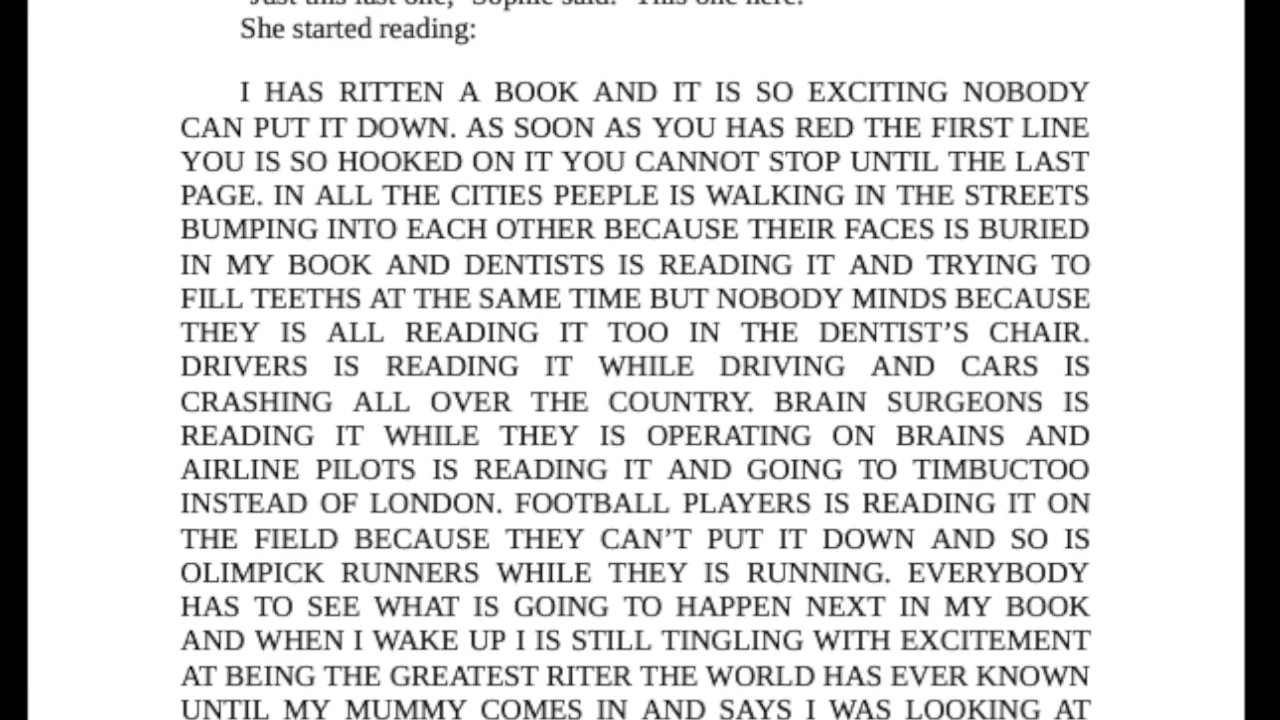 "Just this last one," Sophie said. "This one here."
She started reading:
I HAS RITTEN A BOOK AND IT IS SO EXCITING NOBODY
CAN PUT IT DOWN. AS SOON AS YOU HAS RED THE FIRST LINE
YOU IS SO HOOKED ON IT YOU CANNOT STOP UNTIL THE LAST
PAGE. IN ALL THE CITIES PEEPLE IS WALKING IN THE STREETS
BUMPING INTO EACH OTHER BECAUSE THEIR FACES IS BURIED
IN MY BOOK AND DENTISTS IS READING IT AND TRYING TO
FILL TEETHS AT THE SAME TIME BUT NOBODY MINDS BECAUSE
THEY IS ALL READING IT TOO IN THE DENTIST’S CHAIR.
DRIVERS IS READING IT WHILE DRIVING AND CARS IS
CRASHING ALL OVER THE COUNTRY. BRAIN SURGEONS IS
READING IT WHILE THEY IS OPERATING ON BRAINS AND
AIRLINE PILOTS IS READING IT AND GOING TO TIMBUCTOO
INSTEAD OF LONDON. FOOTBALL PLAYERS IS READING IT ON
THE FIELD BECAUSE THEY CAN’T PUT IT DOWN AND SO IS
OLIMPICK RUNNERS WHILE THEY IS RUNNING. EVERYBODY
HAS TO SEE WHAT IS GOING TO HAPPEN NEXT IN MY BOOK
AND WHEN I WAKE UP I IS STILL TINGLING WITH EXCITEMENT
AT BEING THE GREATEST RITER THE WORLD HAS EVER KNOWN
UNTIL MY MUMMY COMES IN AND SAYS I WAS LOOKING AT